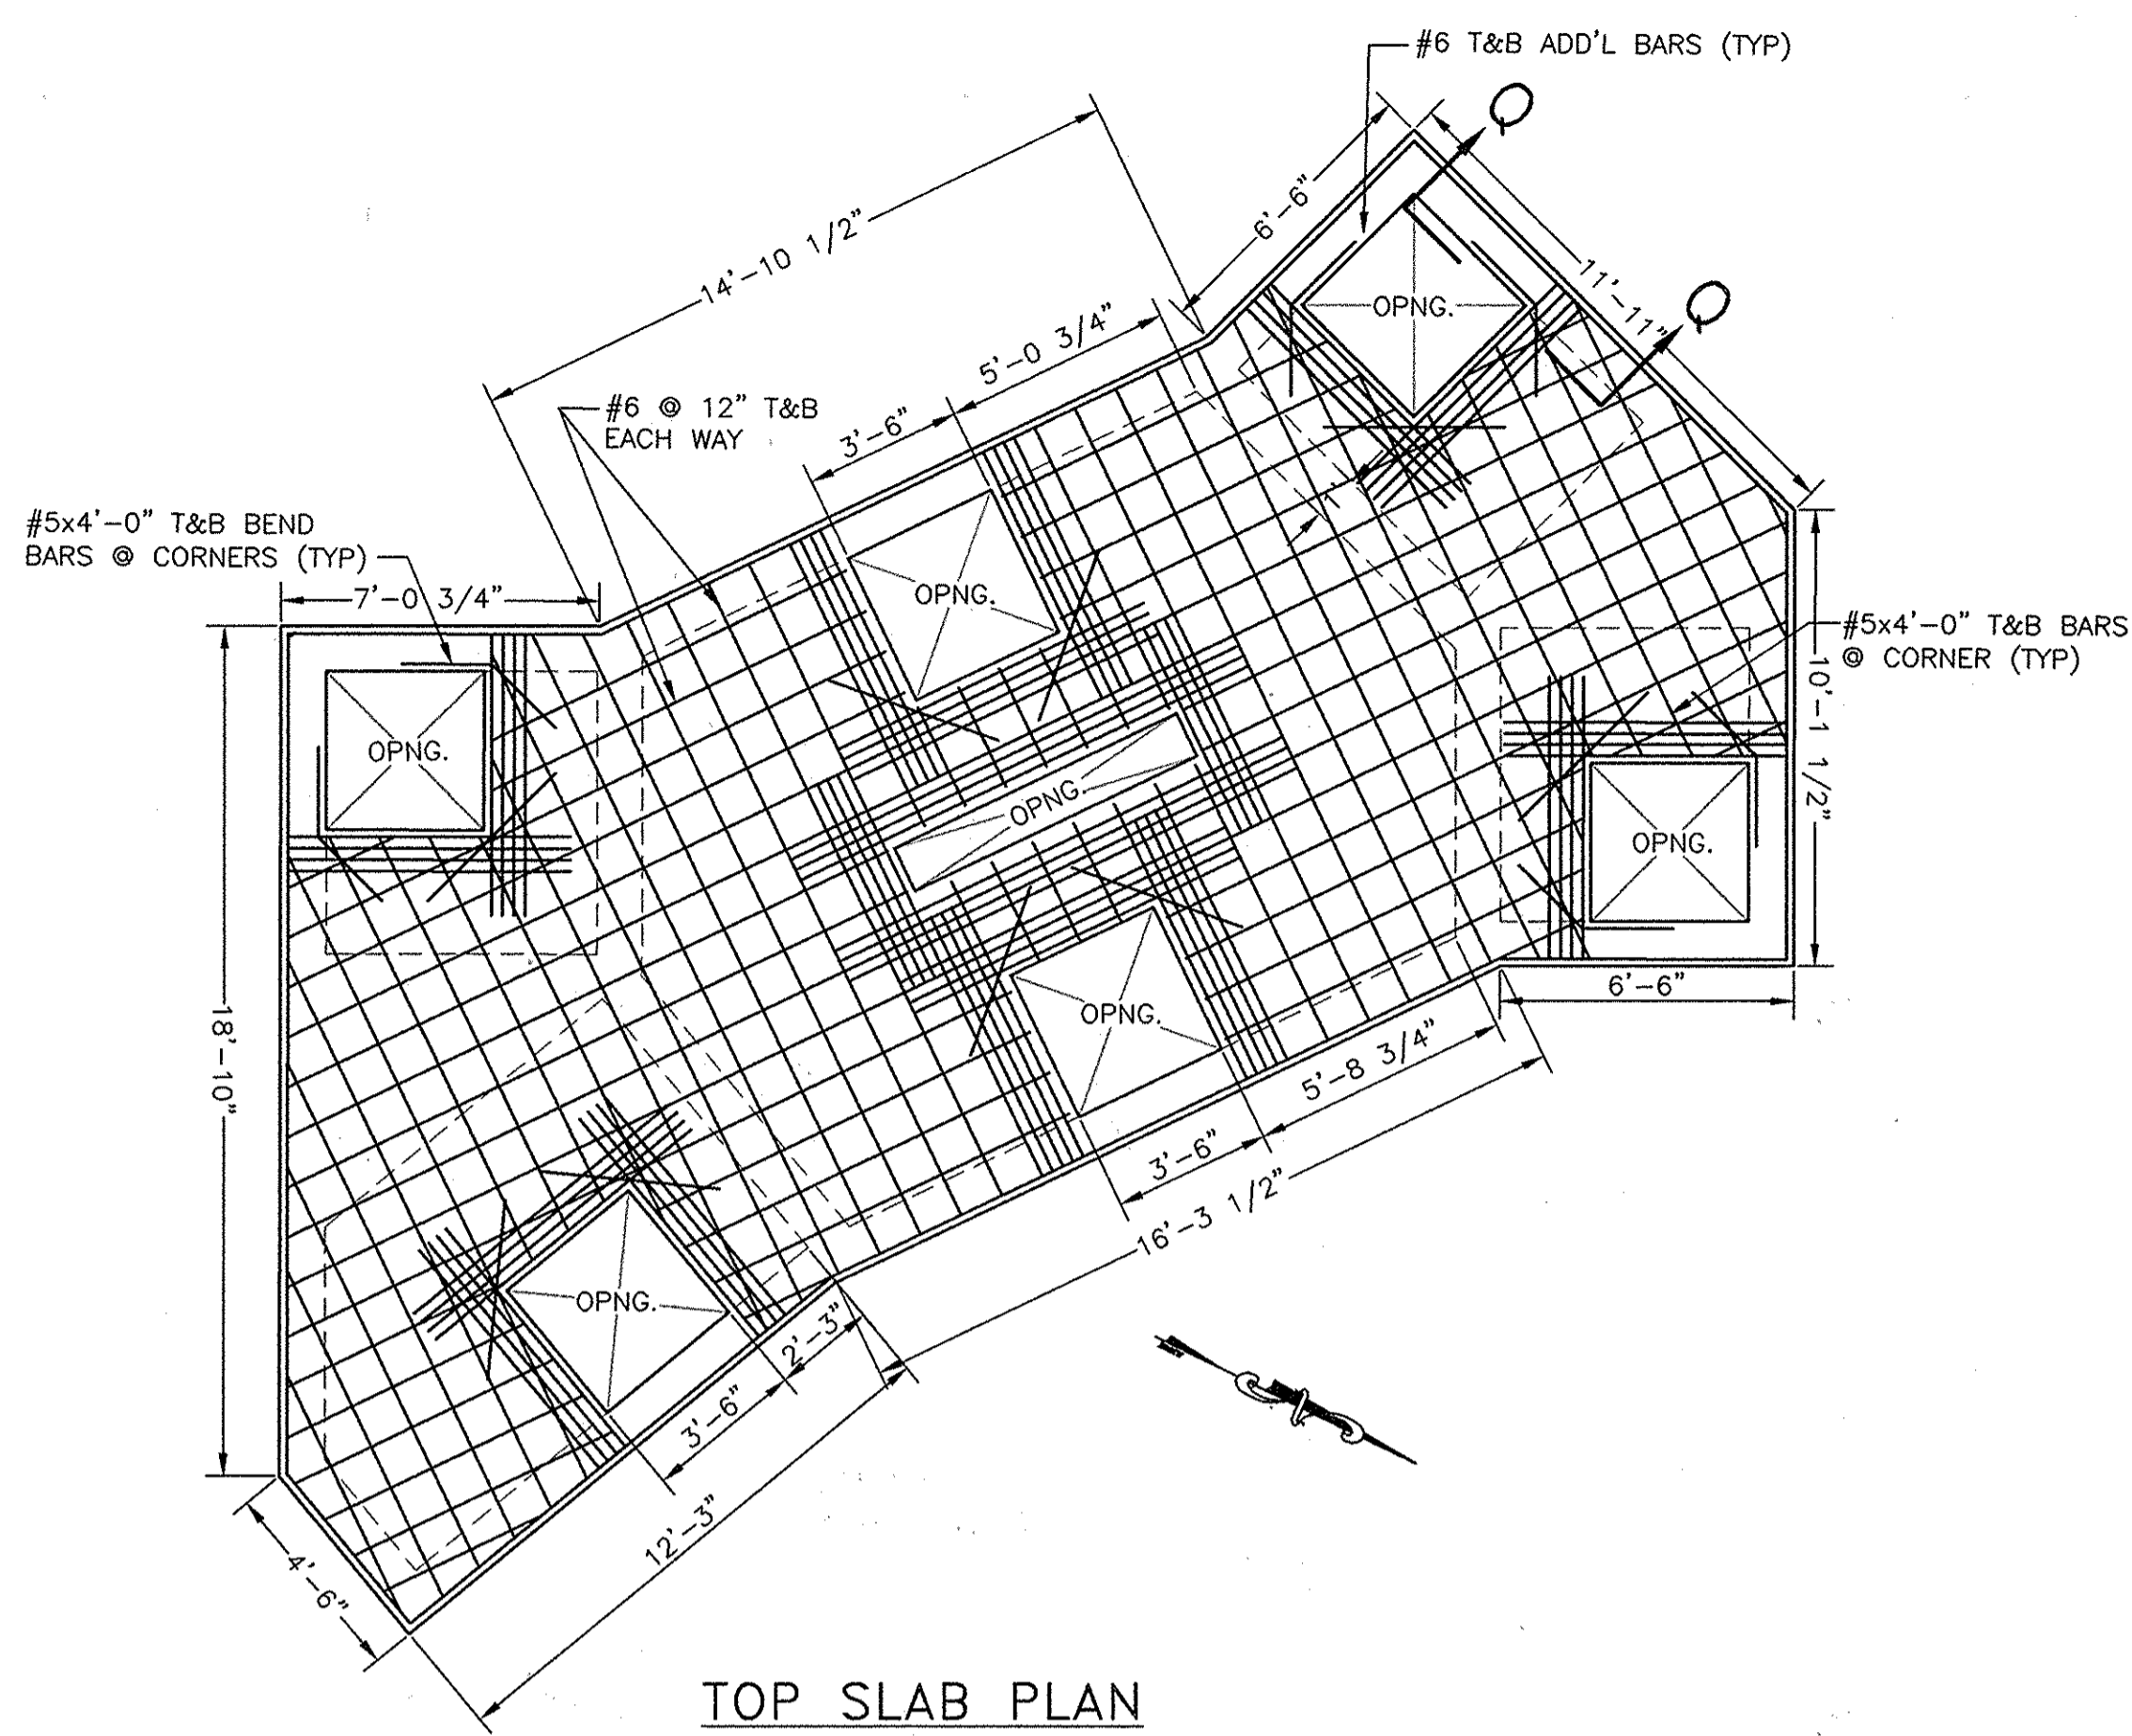 #6 T&B ADD'L BARS (TYP)
Q
6'-6"
14'-10 1/2"
11'-11"
OPNG.
Q
5'-0 3/4"
#6 @ 12" T&B
EACH WAY
3'-6"
#5x4'-0" T&B BEND
BARS @ CORNERS (TYP)
7'-0 3/4"
OPNG.
#5x4'-0" T&B BARS
@ CORNER (TYP)
10'-1 1/2"
OPNG.
OPNG
OPNG.
6'-6"
18'-10"
OPNG.
5'-8 3/4"
3'-6"
16'-3 1/2"
OPNG.
2'-3"
3'-6"
12'-3"
4'-6"
TOP SLAB PLAN